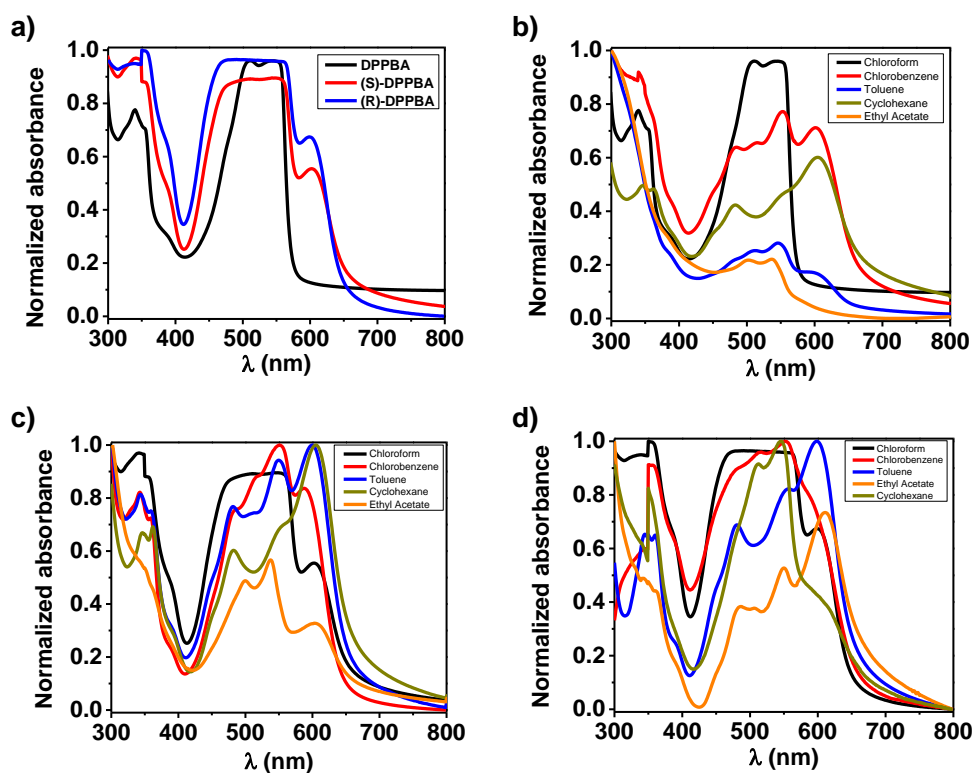 a)
Normalized absorbance
1.0
0.8
0.6
0.4
0.2
0.0
300 400 500 600 700 800
λ (nm)
DPPBA
(S)-DPPBA
(R)-DPPBA
b)
Normalized absorbance
1.0
0.8
0.6
0.4
0.2
0.0
300 400 500 600 700 800
λ (nm)
Chloroform
Chlorobenzene
Toluene
Cyclohexane
Ethyl Acetate
c)
Normalized absorbance
1.0
0.8
0.6
0.4
0.2
0.0
300 400 500 600 700 800
λ (nm)
Chloroform
Chlorobenzene
Toluene
Cyclohexane
Ethyl Acetate
d)
Normalized absorbance
1.0
0.8
0.6
0.4
0.2
0.0
300 400 500 600 700 800
λ (nm)
Chloroform
Chlorobenzene
Toluene
Ethyl Acetate
Cyclohexane